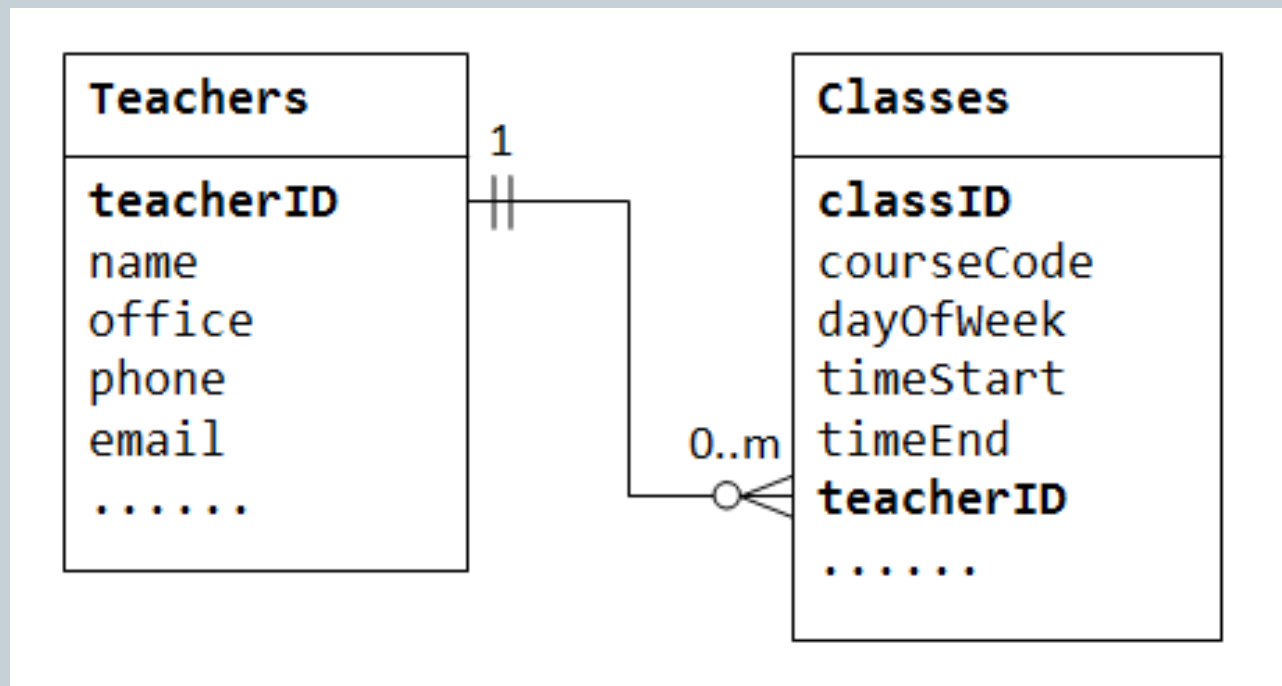 Teachers
teacherID
name
office
phone
email
......
1
0..m
Classes
classID
courseCode
dayOfWeek
timeStart
timeEnd
teacherID
......